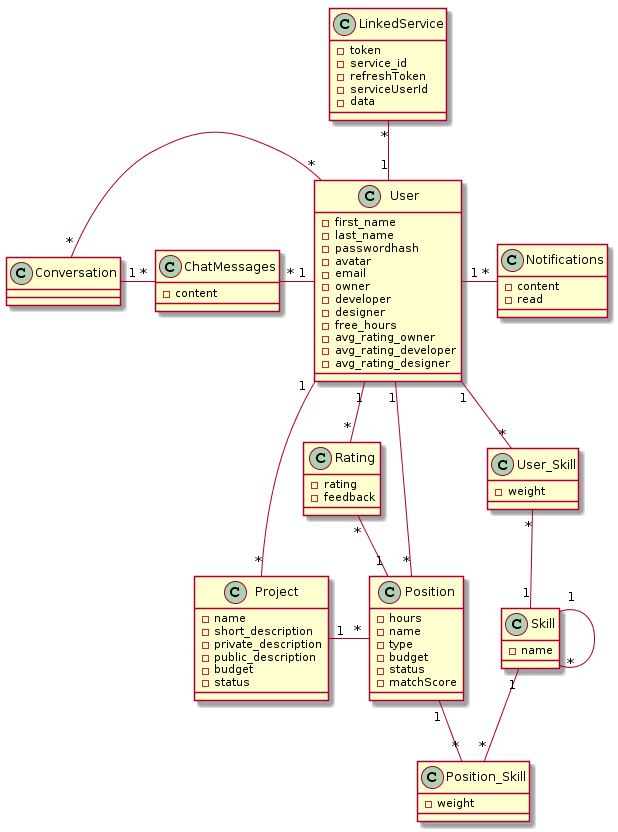 C LinkedService
token
service_id
refreshToken
serviceUserId
data
*
1
*
*
C User
first_name
last_name
passwordhash
avatar
email
owner
developer
designer
free_hours
avg_rating_owner
avg_rating_developer
avg_rating_designer
C Conversation
1 *
C ChatMessages
content
* 1
1 *
C Notifications
content
read
1
1
1
1
*
*
*
*
C Rating
rating
feedback
C User_Skill
weight
*
1
*
1
C Project
name
short_description
private_description
public_description
budget
status
1 *
C Position
hours
name
type
budget
status
matchScore
C Skill
name
1
*
1
1
*
*
C Position_Skill
weight